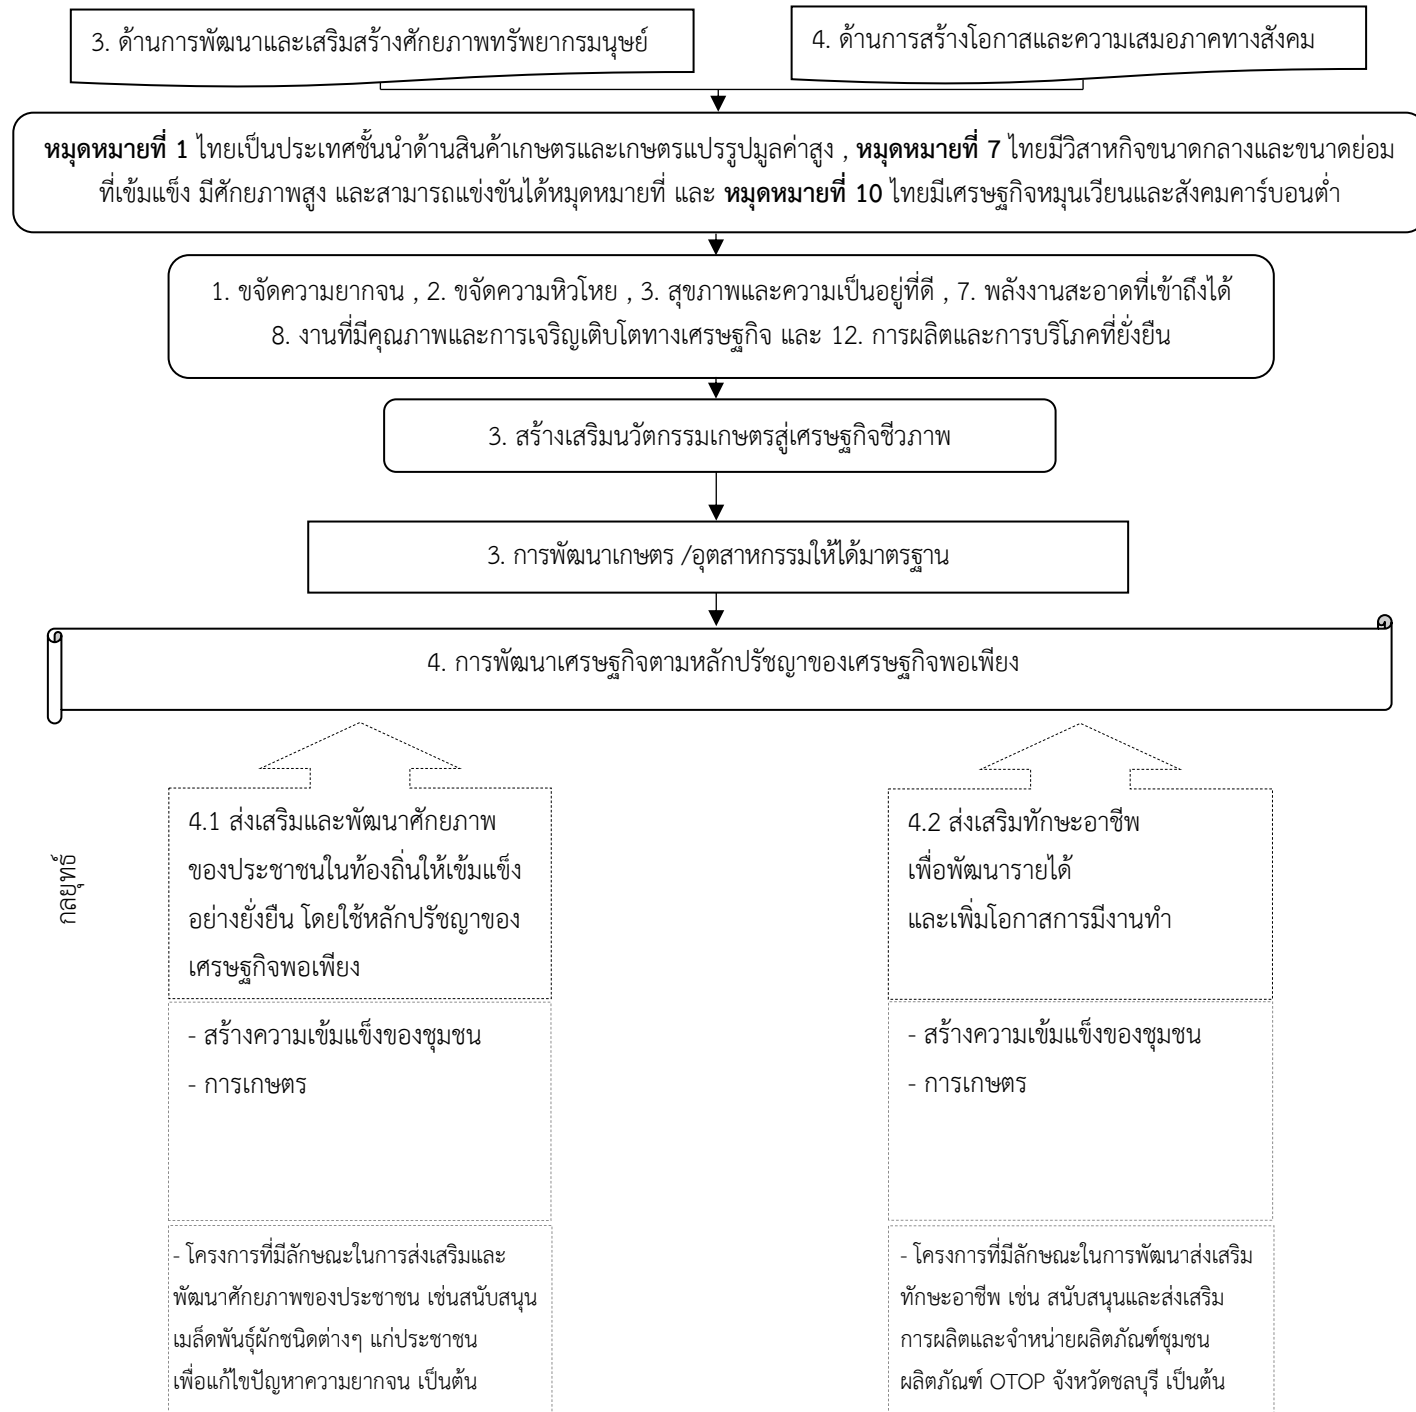 3. ด้านการพัฒนาและเสริมสร้างศักยภาพทรัพยากรมนุษย์
4. ด้านการสร้างโอกาสและความเสมอภาคทางสังคม
หมุดหมายที่ 1 ไทยเป็นประเทศชั้นนำด้านสินค้าเกษตรและเกษตรแปรรูปมูลค่าสูง , หมุดหมายที่ 7 ไทยมีวิสาหกิจขนาดกลางและขนาดย่อม
ที่เข้มแข็ง มีศักยภาพสูง และสามารถแข่งขันได้หมุดหมายที่ และ หมุดหมายที่ 10 ไทยมีเศรษฐกิจหมุนเวียนและสังคมคาร์บอนต่ำ
1. ขจัดความยากจน , 2. ขจัดความหิวโหย , 3. สุขภาพและความเป็นอยู่ที่ดี , 7. พลังงานสะอาดที่เข้าถึงได้
8. งานที่มีคุณภาพและการเจริญเติบโตทางเศรษฐกิจ และ 12. การผลิตและการบริโภคที่ยั่งยืน
3. สร้างเสริมนวัตกรรมเกษตรสู่เศรษฐกิจชีวภาพ
3. การพัฒนาเกษตร /อุตสาหกรรมให้ได้มาตรฐาน
4. การพัฒนาเศรษฐกิจตามหลักปรัชญาของเศรษฐกิจพอเพียง
กลยุทธ์
4.1 ส่งเสริมและพัฒนาศักยภาพ
ของประชาชนในท้องถิ่นให้เข้มแข็ง
อย่างยั่งยืน โดยใช้หลักปรัชญาของ
เศรษฐกิจพอเพียง
- สร้างความเข้มแข็งของชุมชน
- การเกษตร
- โครงการที่มีลักษณะในการส่งเสริมและ
พัฒนาศักยภาพของประชาชน เช่นสนับสนุน
เมล็ดพันธุ์ผักชนิดต่างๆ แก่ประชาชน
เพื่อแก้ไขปัญหาความยากจน เป็นต้น
4.2 ส่งเสริมทักษะอาชีพ
เพื่อพัฒนารายได้
และเพิ่มโอกาสการมีงานทำ
- สร้างความเข้มแข็งของชุมชน
- การเกษตร
- โครงการที่มีลักษณะในการพัฒนาส่งเสริม
ทักษะอาชีพ เช่น สนับสนุนและส่งเสริม
การผลิตและจำหน่ายผลิตภัณฑ์ชุมชน
ผลิตภัณฑ์ OTOP จังหวัดชลบุรี เป็นต้น